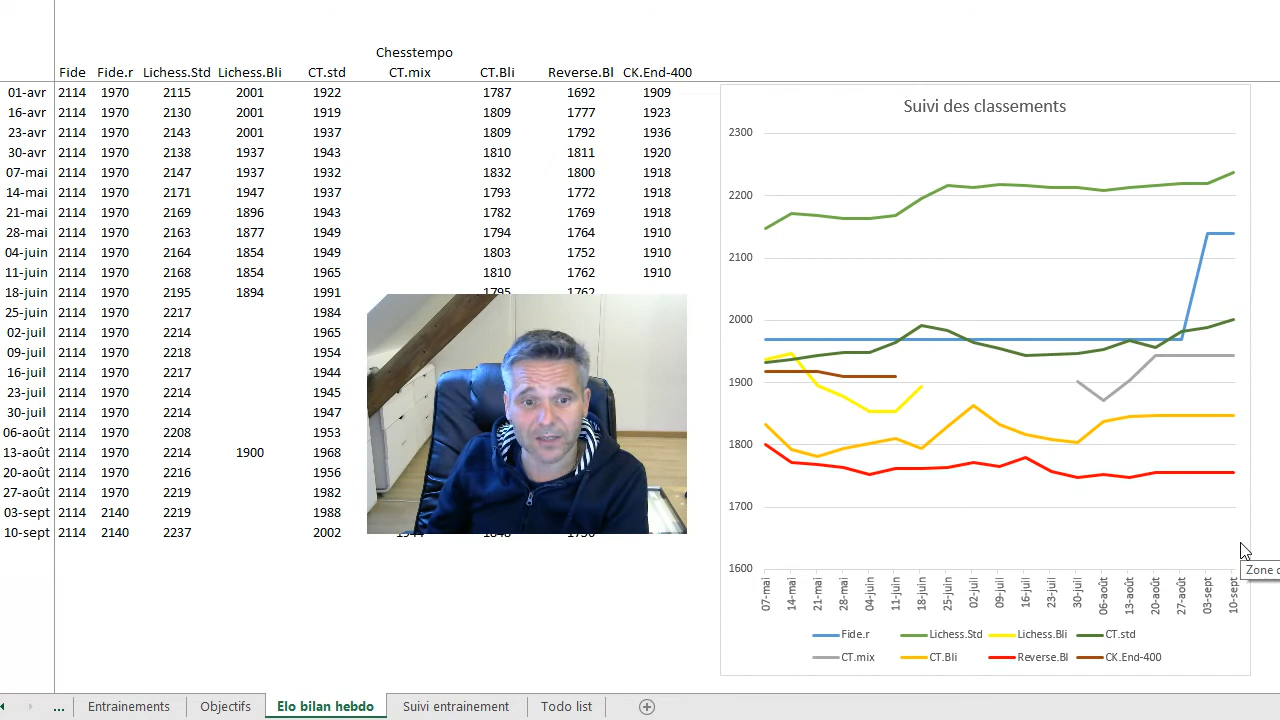 Chesstempo
Fide Fide.r Lichess.Std Lichess.Bli CT.std CT.mix CT.Bli Reverse.Bl CK.End-400
01-avr 2114 1970 2115 2001 1922 1787 1692 1909
16-avr 2114 1970 2130 2001 1919 1809 1777 1923
23-avr 2114 1970 2143 2001 1937 1809 1792 1936
30-avr 2114 1970 2138 1937 1943 1810 1811 1920
07-mai 2114 1970 2147 1937 1932 1832 1800 1918
14-mai 2114 1970 2171 1947 1937 1793 1772 1918
21-mai 2114 1970 2169 1896 1943 1782 1769 1918
28-mai 2114 1970 2163 1877 1949 1794 1764 1910
04-juin 2114 1970 2164 1854 1949 1803 1752 1910
11-juin 2114 1970 2168 1854 1965 1810 1762 1910
18-juin 2114 1970 2195 1894 1991 1795 1762
25-juin 2114 1970 2217 1984
02-juil 2114 1970 2214 1965
09-juil 2114 1970 2218 1954
16-juil 2114 1970 2217 1944
23-juil 2114 1970 2214 1945
30-juil 2114 1970 2214 1947
06-août 2114 1970 2208 1953
13-août 2114 1970 2214 1900 1968
20-août 2114 1970 2216 1956
27-août 2114 1970 2219 1982
03-sept 2114 2140 2219 1988
10-sept 2114 2140 2237 2002
Suivi des classements
2300
2200
2100
2000
1900
1800
1700
1600
07-mai 14-mai 21-mai 28-mai 04-juin 11-juin 18-juin 25-juin 02-juil 09-juil 16-juil 23-juil 30-juil 06-août 13-août 20-août 27-août 03-sept 10-sept
Zone
Fide.r Lichess.Std Lichess.Bli CT.std
CT.mix CT.Bli Reverse.Bl CK.End-400
... Entrainements Objectifs Elo bilan hebdo Suivi entrainement Todo list